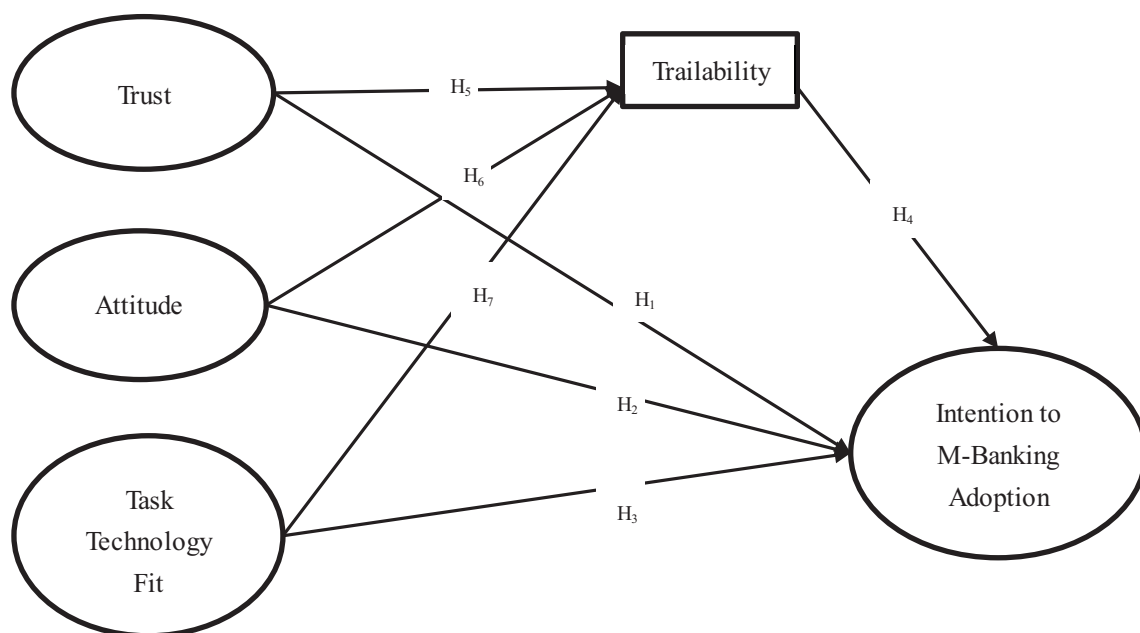 Trust
H₅
Trailability
H₆
H₄
Attitude
H₇
H₁
H₂
Intention to
M-Banking
Adoption
Task
Technology
Fit
H₃